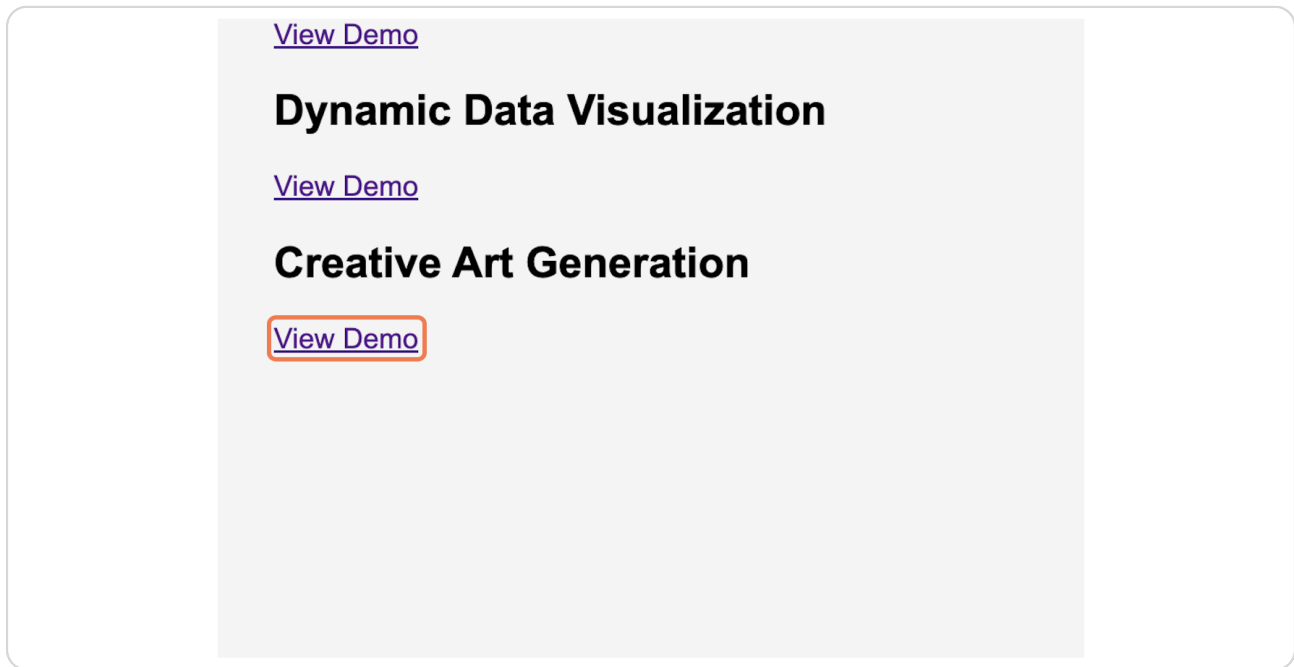 View Demo
Dynamic Data Visualization
View Demo
Creative Art Generation
View Demo